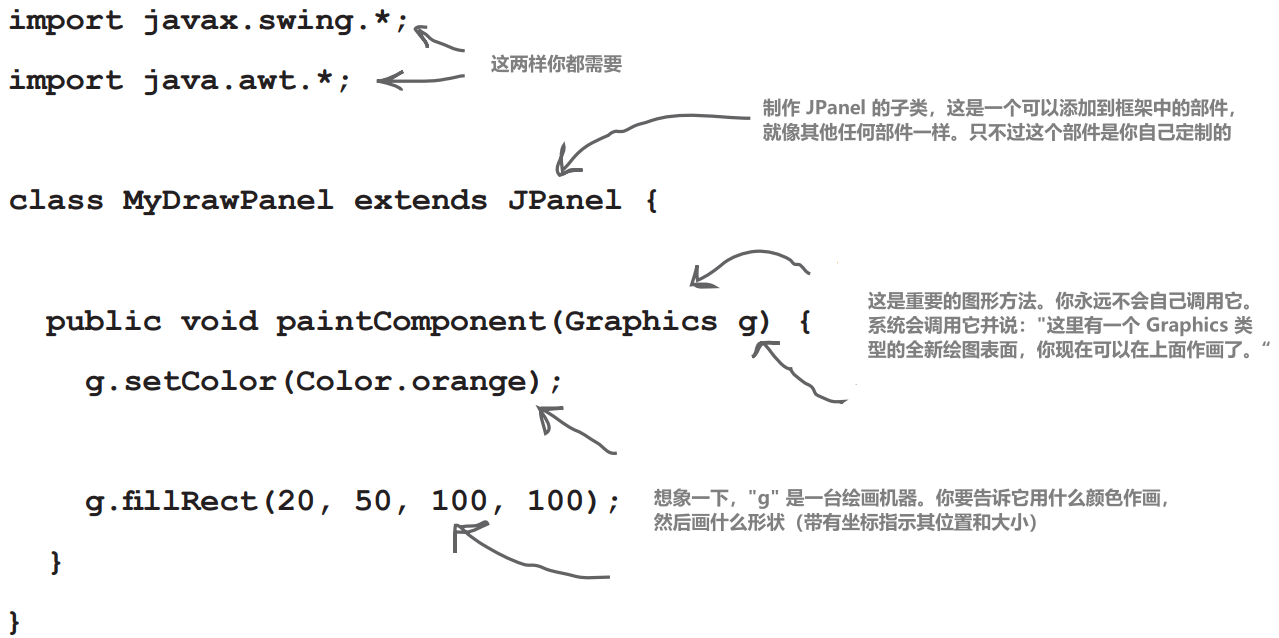 import javax.swing.*;
这两样你都需要
import java.awt.*;
制作 JPanel 的子类，这是一个可以添加到框架中的部件，
就像其他任何部件一样。只不过这个部件是你自己定制的
class MyDrawPanel extends JPanel {
这是重要的图形方法。你永远不会自己调用它。
系统会调用它并说："这里有一个 Graphics 类
型的全新绘图表面，你现在可以在上面作画了。“
public void paintComponent(Graphics g) {
g.setColor(Color.orange);
g.fillRect(20, 50, 100, 100);
想象一下，"g" 是一台绘画机器。你要告诉它用什么颜色作画，
然后画什么形状（带有坐标指示其位置和大小）
}
}